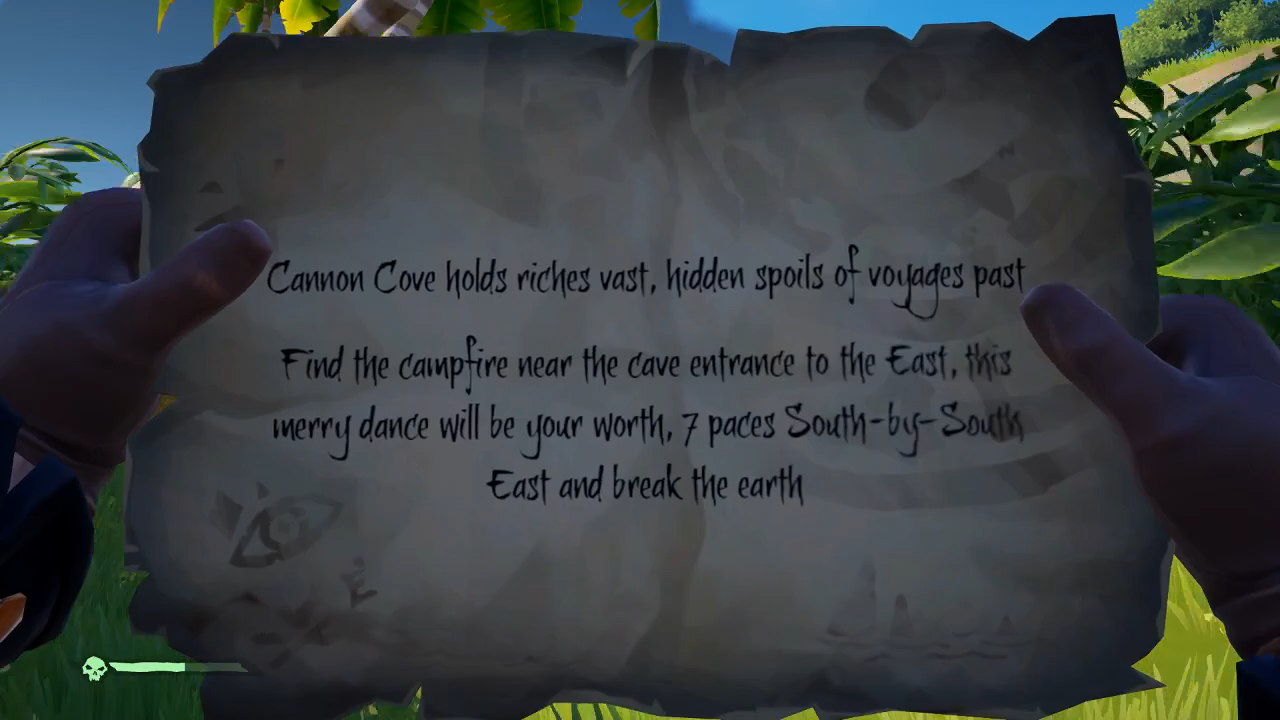 Cannon Cove holds riches vast, hidden spoils of voyages past
Find the campfire near the cave entrance to the East, this
merry dance will be your worth, 7 paces South-by-South
East and break the earth